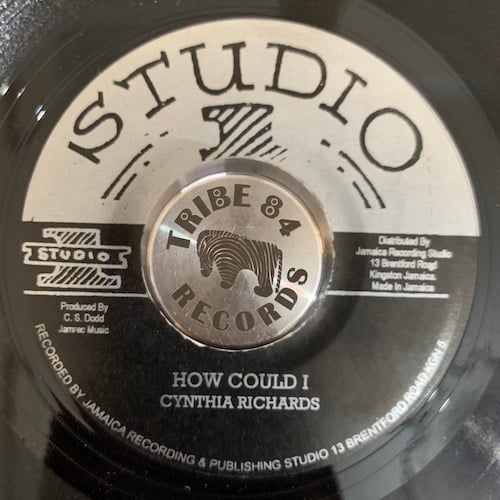 STUDIO
1
TRIBE 84
RECORDS
1
STUDIO
Produced By
C. S. Dodd
Jamrec Music
Distributed By
Jamaica Recording Studio
13 Brentford Road
Kingston Jamaica.
Made in Jamaica
HOW COULD I
CYNTHIA RICHARDS
RECORDED BY JAMAICA RECORDING & PUBLISHING STUDIO 13 BRENTFORD ROAD KGN 5